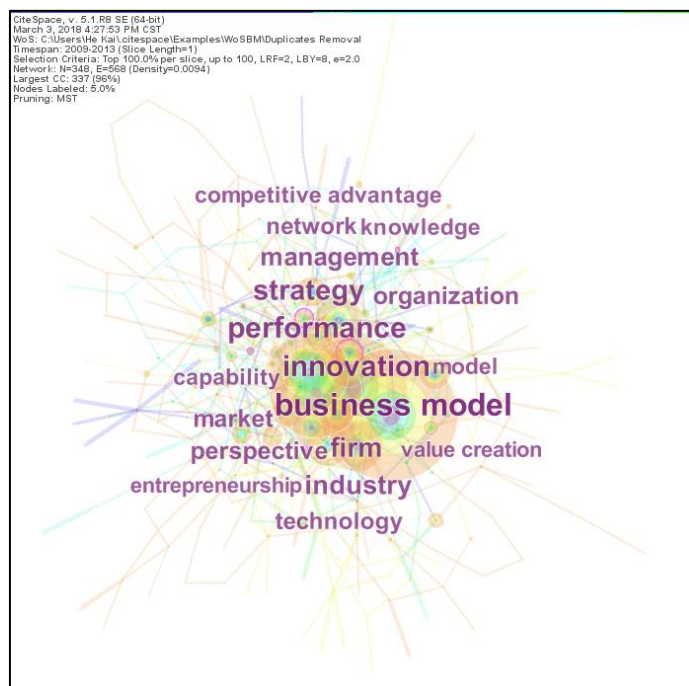 CiteSpace, v. 5.1.R8 SE (64-bit)
March 3, 2018 4:27:53 PM CST
WoS: C:\Users\He Kai\.citespace\Examples\WoSBM\Duplicates Removal
Timespan: 2009-2013 (Slice Length=1)
Selection Criteria: Top 100.0% per slice, up to 100, LRF=2, LBY=8, e=2.0
Network: N=348, E=568 (Density=0.0094)
Largest CC: 337 (96%)
Nodes Labeled: 5.0%
Pruning: MST
competitive advantage
network knowledge
management
strategy organization
performance
innovation model
capability
business model
market
perspective firm value creation
entrepreneurship industry
technology